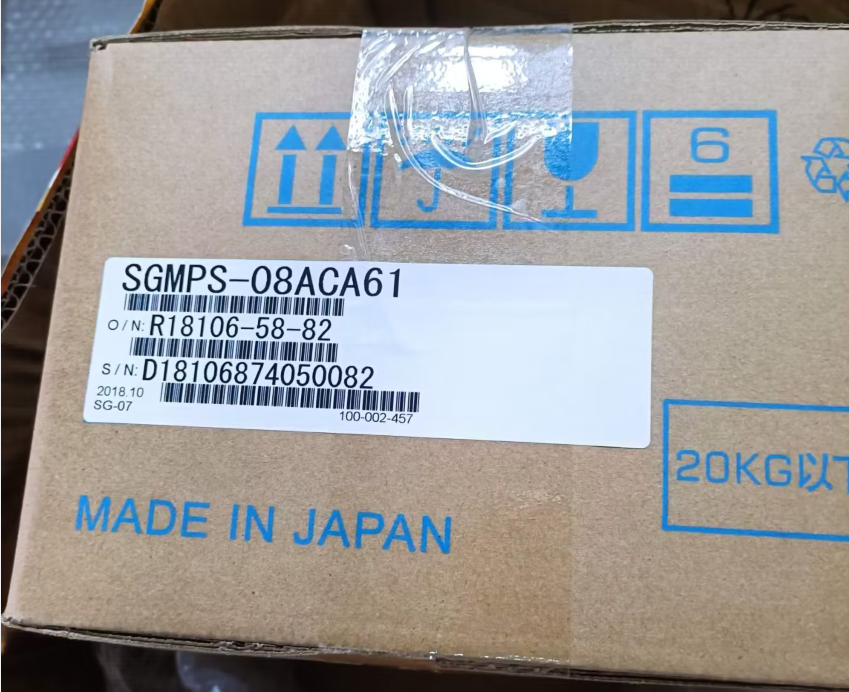 6
SGMPS-08ACA61
O/N: R18106-58-82
S/N: D18106874050082
2018.10
SG-07
100-002-457
20KG以下
MADE IN JAPAN